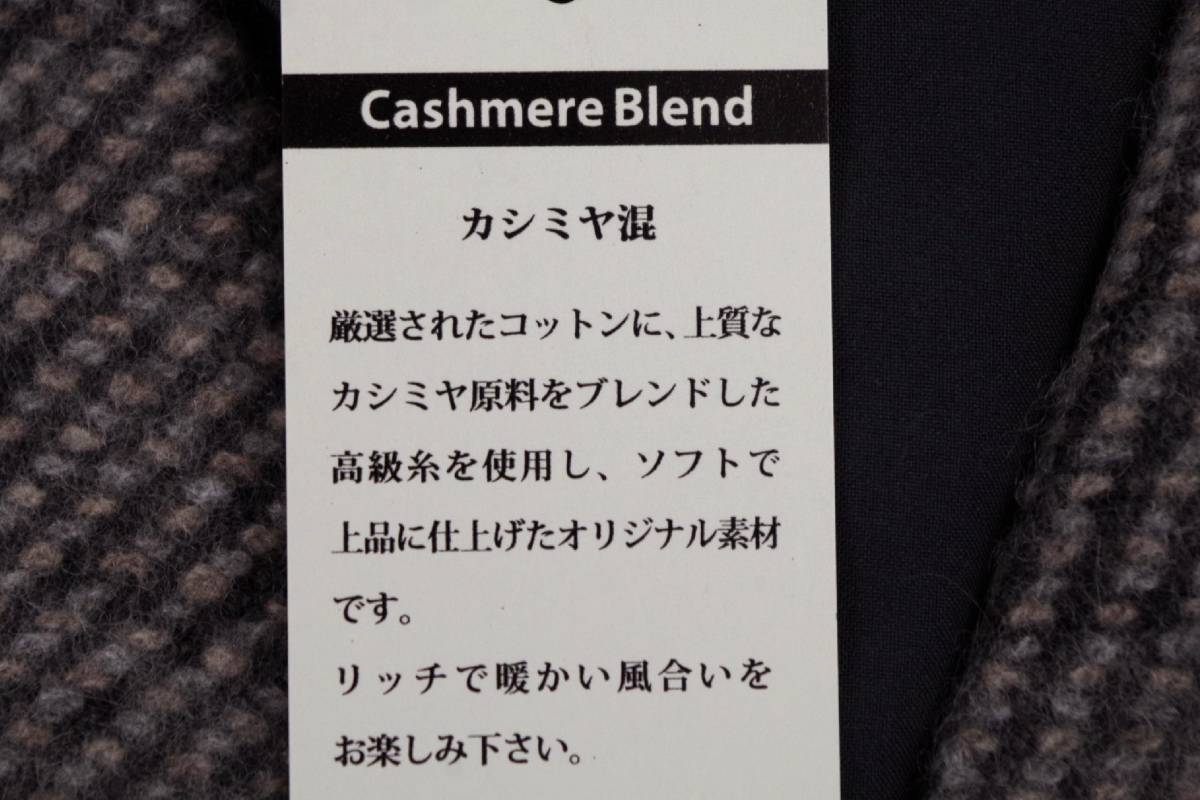 Cashmere Blend
カシミヤ混
厳選されたコットンに、上質な
カシミヤ原料をブレンドした
高級糸を使用し、ソフトで
上品に仕上げたオリジナル素材
です。
リッチで暖かい風合いを
お楽しみ下さい。